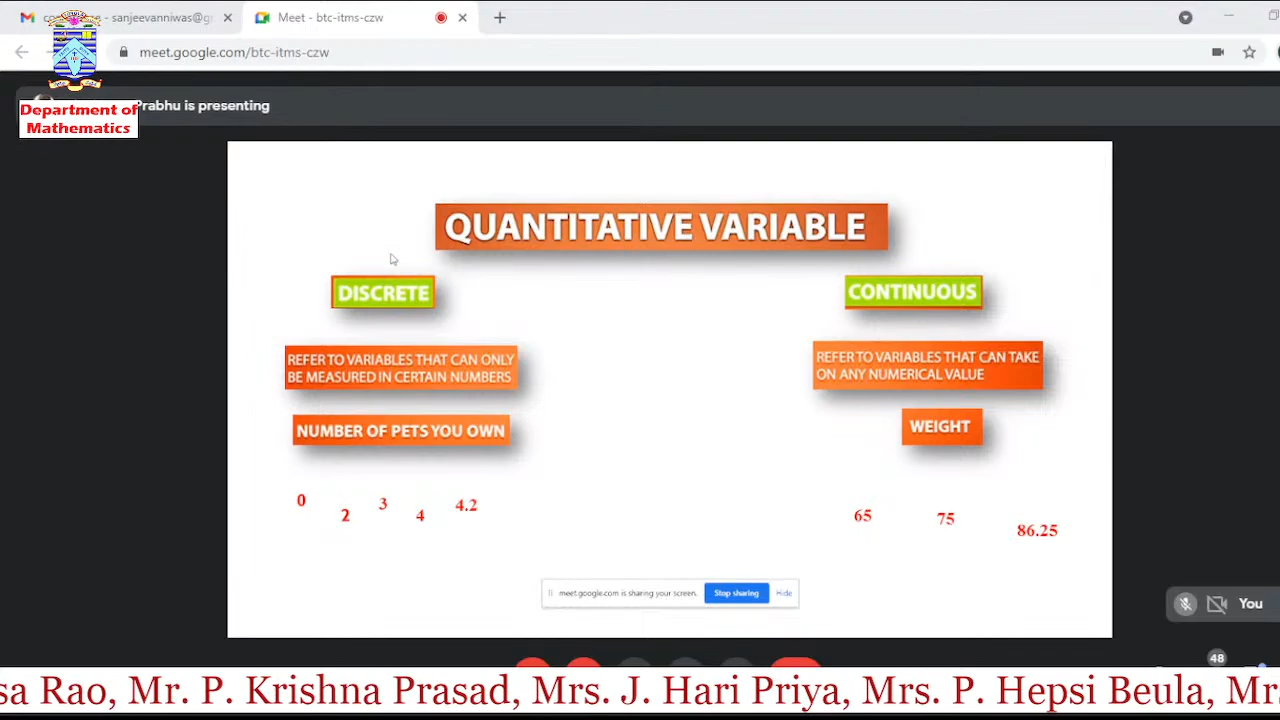 sanjeevanniwas@g
Meet - btc-itms-czw
meet.google.com/btc-itms-czw
Department of
Mathematics
Prabhu is presenting
QUANTITATIVE VARIABLE
DISCRETE
CONTINUOUS
REFER TO VARIABLES THAT CAN ONLY
BE MEASURED IN CERTAIN NUMBERS
REFER TO VARIABLES THAT CAN TAKE
ON ANY NUMERICAL VALUE
NUMBER OF PETS YOU OWN
WEIGHT
0 2 3 4 4.2
65 75 86.25
meet.google.com is sharing your screen. Stop sharing Hide
You
48
sa Rao, Mr. P. Krishna Prasad, Mrs. J. Hari Priya, Mrs. P. Hepsi Beula, Mr